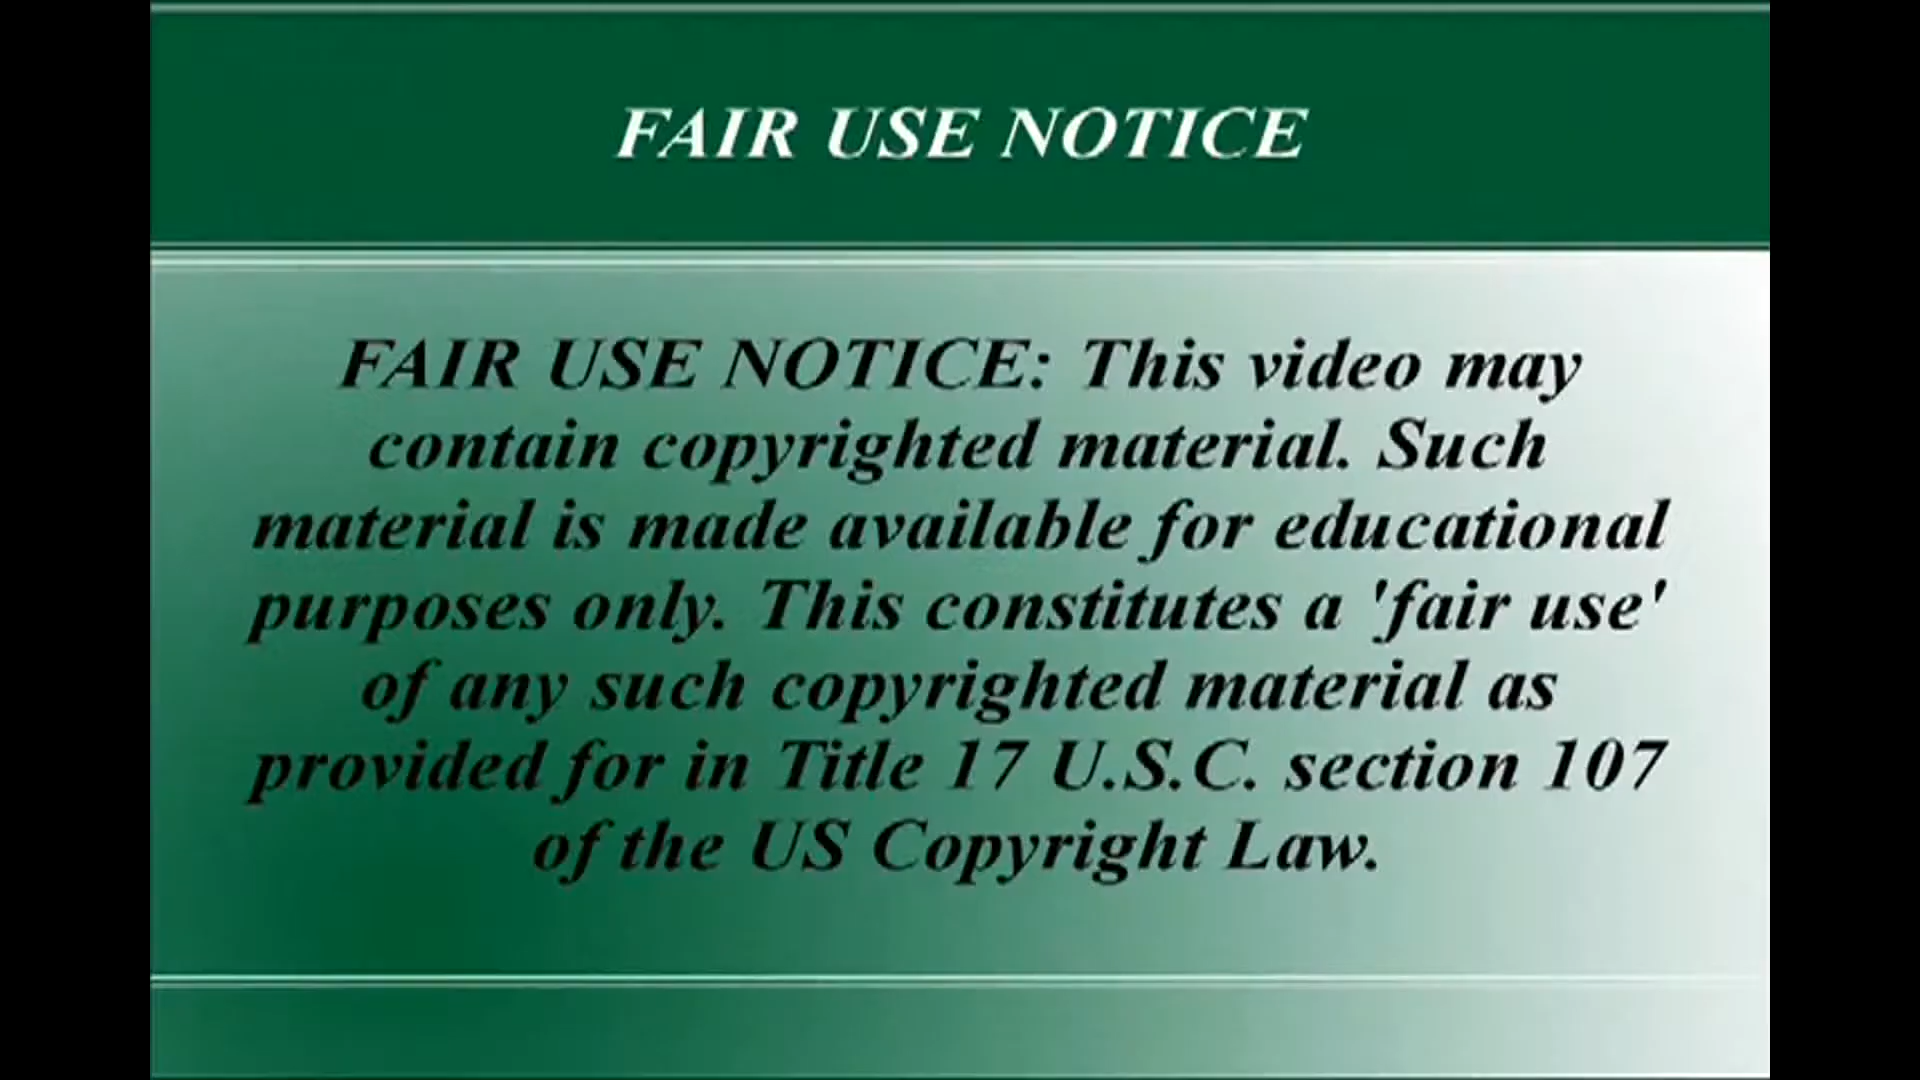 FAIR USE NOTICE
FAIR USE NOTICE: This video may
contain copyrighted material. Such
material is made available for educational
purposes only. This constitutes a 'fair use'
of any such copyrighted material as
provided for in Title 17 U.S.C. section 107
of the US Copyright Law.